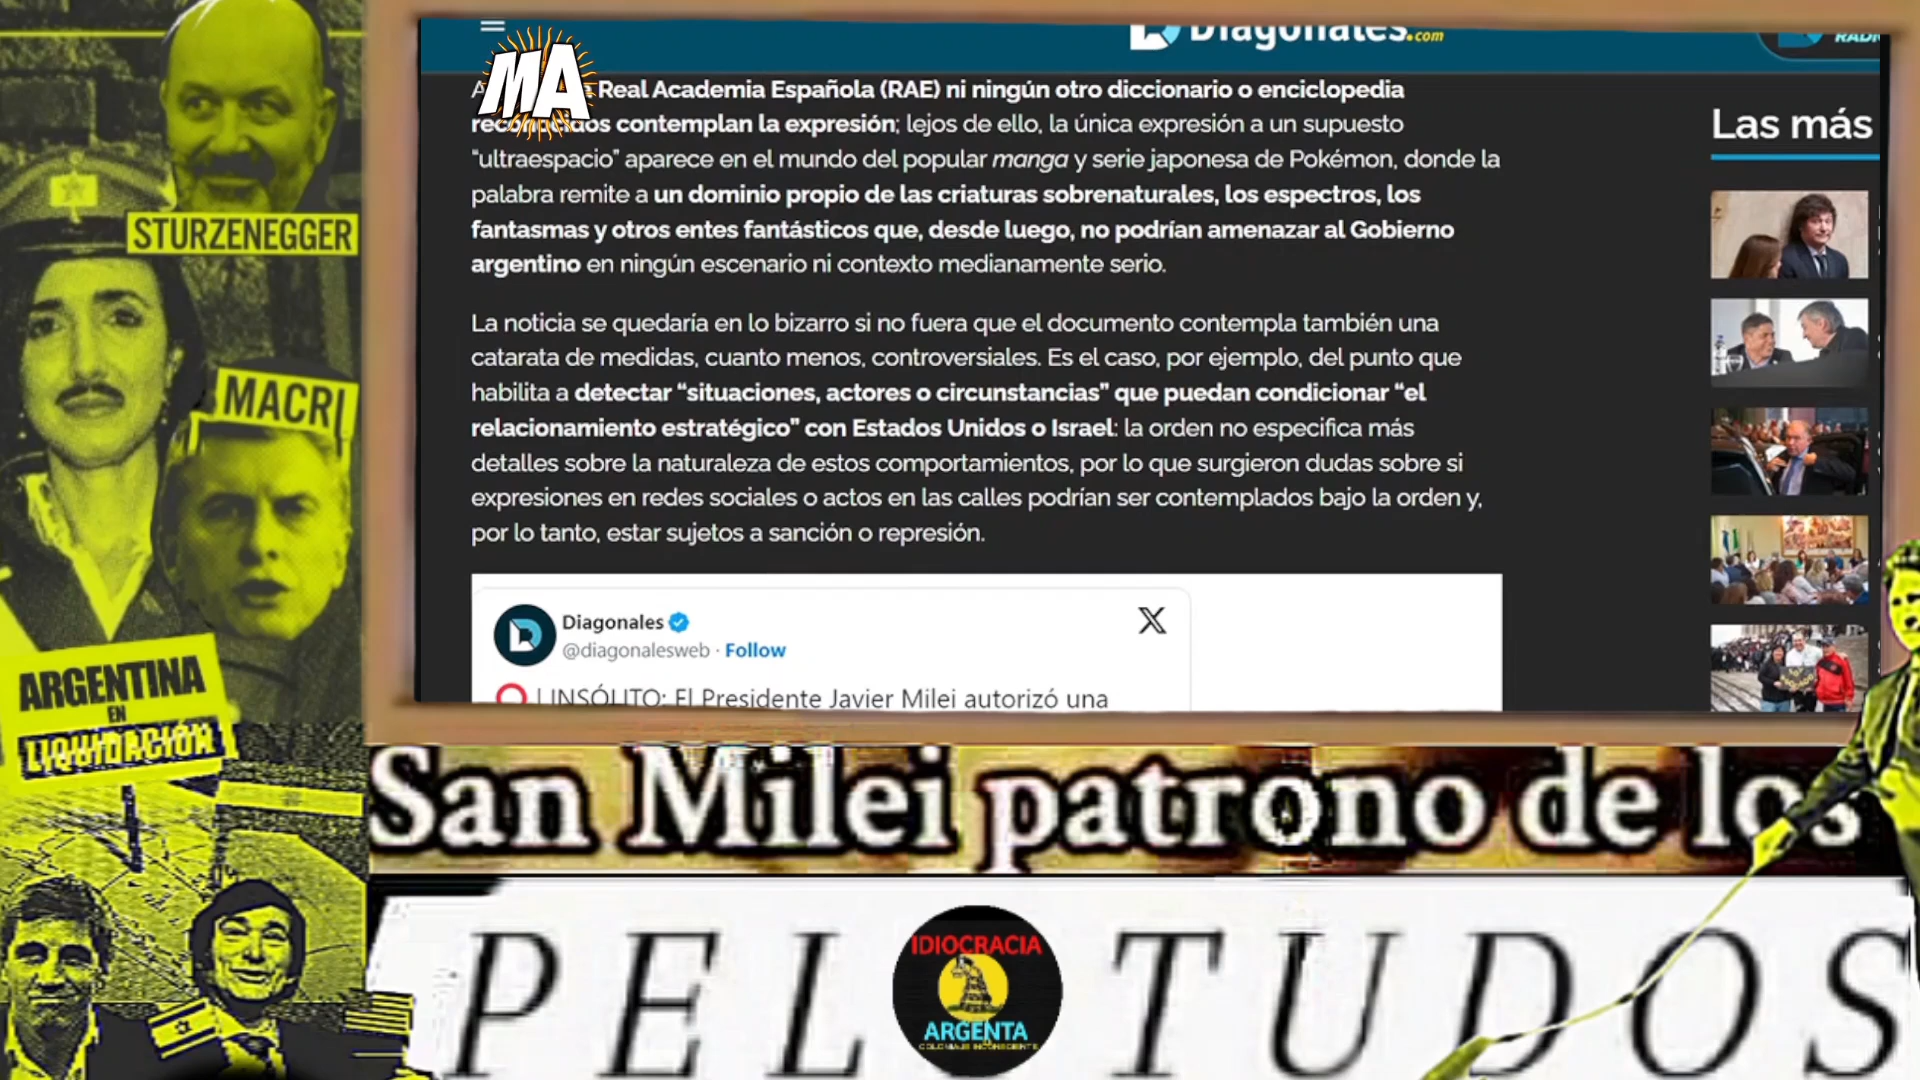 STURZENEGGER
MACRI
ARGENTINA
EN
LIQUIDACIÓN
Diagonales.com
MA
Real Academia Española (RAE) ni ningún otro diccionario o enciclopedia
reconocidos contemplan la expresión; lejos de ello, la única expresión a un supuesto
“ultraespacio” aparece en el mundo del popular manga y serie japonesa de Pokémon, donde la
palabra remite a un dominio propio de las criaturas sobrenaturales, los espectros, los
fantasmas y otros entes fantásticos que, desde luego, no podrían amenazar al Gobierno
argentino en ningún escenario ni contexto medianamente serio.
La noticia se quedaría en lo bizarro si no fuera que el documento contempla también una
catarata de medidas, cuanto menos, controversiales. Es el caso, por ejemplo, del punto que
habilita a detectar “situaciones, actores o circunstancias” que puedan condicionar “el
relacionamiento estratégico” con Estados Unidos o Israel: la orden no especifica más
detalles sobre la naturaleza de estos comportamientos, por lo que surgieron dudas sobre si
expresiones en redes sociales o actos en las calles podrían ser contemplados bajo la orden y,
por lo tanto, estar sujetos a sanción o represión.
Diagonales
@diagonalesweb · Follow
| INSÓLITO: El Presidente Javier Milei autorizó una
Las más
San Milei patrono de los
PEL TUDOS
IDIOCRACIA
ARGENTA